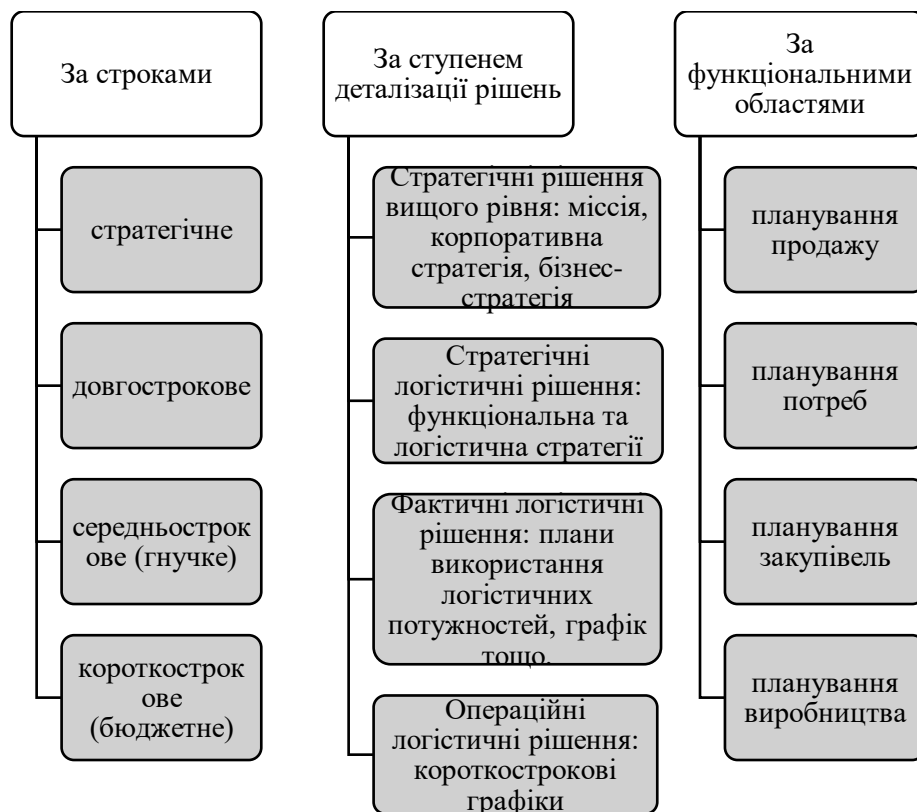 За строками
стратегічне
довгострокове
середньострок
ове (гнучке)
короткострок
ове
(бюджетне)
За ступенем
деталізації рішень
Стратегічні рішення
вищого рівня: міссія,
корпоративна
стратегія, бізнес-
стратегія
Стратегічні
логістичні рішення:
функціональна та
логістична стратегії
Фактичні логістичні
рішення: плани
використання
логістичних
потужностей, графік
тощо.
Операційні
логістичні рішення:
короткострокові
графіки
За
функціональними
областями
планування
продажу
планування
потреб
планування
закупівель
планування
виробництва